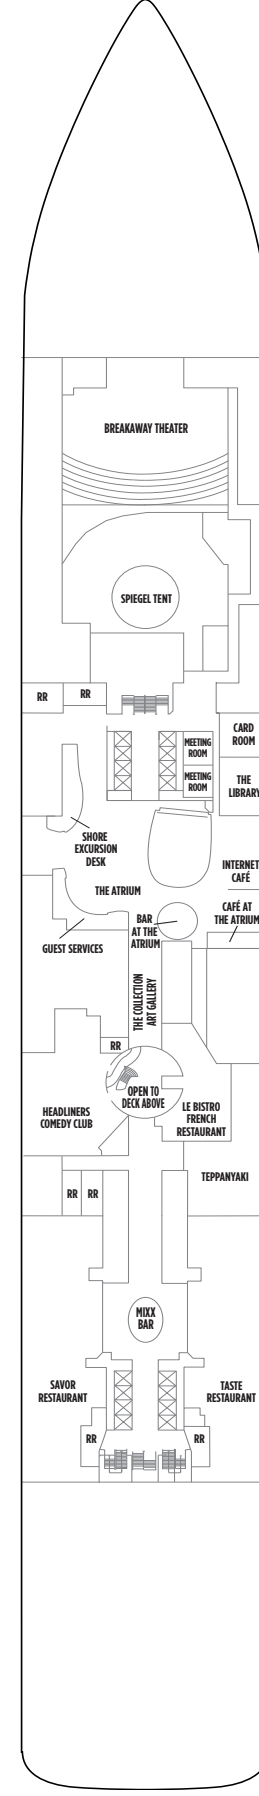 BREAKAWAY THEATER
SPIEGEL TENT
RR
RR
MEETING
ROOM
MEETING
ROOM
CARD
ROOM
THE
LIBRARY
SHORE
EXCURSION
DESK
INTERNET
CAFÉ
THE ATRIUM
CAFÉ AT
THE ATRIUM
BAR
AT THE
ATRIUM
GUEST SERVICES
THE COLLECTION
ART GALLERY
RR
OPEN TO
DECK ABOVE
HEADLINERS
COMEDY CLUB
LE BISTRO
FRENCH
RESTAURANT
TEPPANYAKI
RR
RR
MIXX
BAR
SAVOR
RESTAURANT
TASTE
RESTAURANT
RR
RR